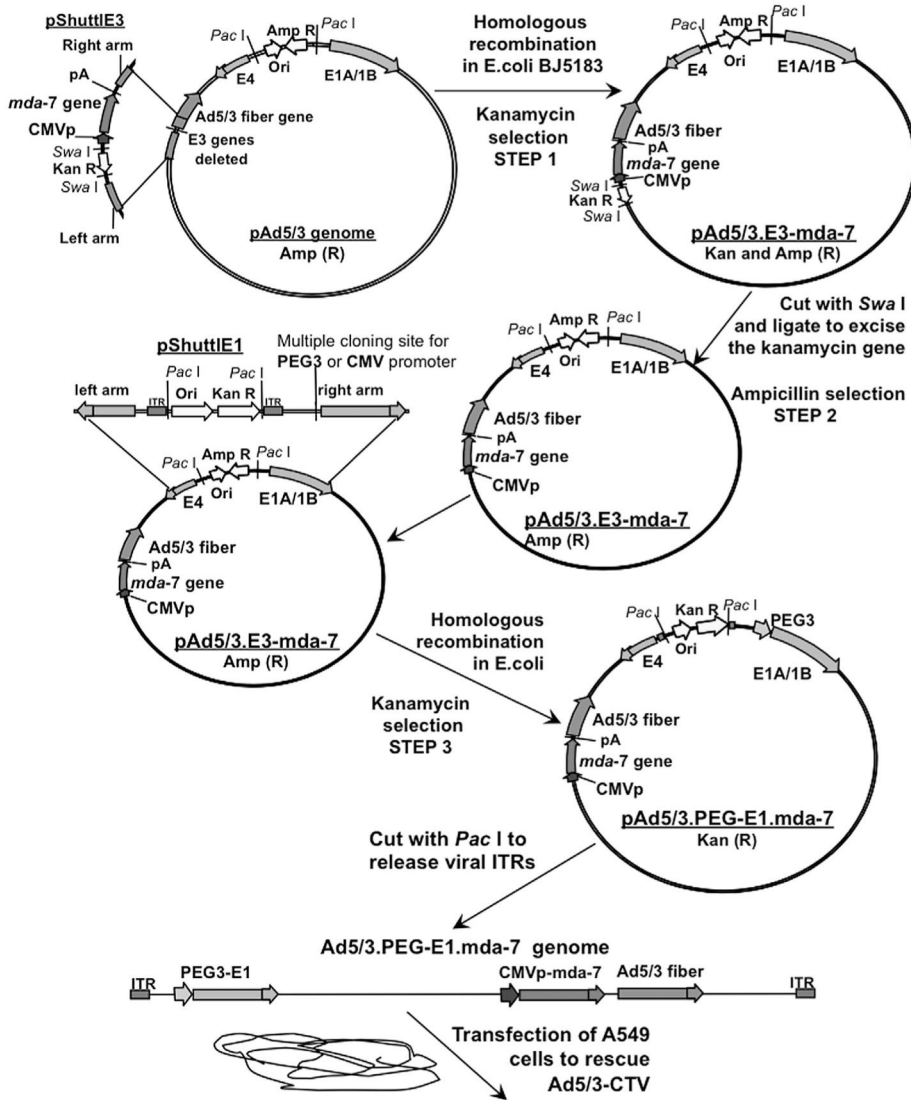 pShuttlE3
Right arm
pA
mda-7 gene
CMVp
Swa I
Kan R
Swa I
Left arm
Pac I
Amp R
Pac I
E4
Ori
E1A/1B
Ad5/3 fiber gene
E3 genes
deleted
pAd5/3 genome
Amp (R)
Homologous
recombination
in E.coli BJ5183
Kanamycin
selection
STEP 1
Pac I
Amp R
Pac I
E4
Ori
E1A/1B
Ad5/3 fiber
pA
mda-7 gene
CMVp
Swa I
Kan R
Swa I
pAd5/3.E3-mda-7
Kan and Amp (R)
Cut with Swa I
and ligate to excise
the kanamycin gene
Ampicillin selection
STEP 2
Pac I
Amp R
Pac I
E4
Ori
E1A/1B
Ad5/3 fiber
pA
mda-7 gene
CMVp
pAd5/3.E3-mda-7
Amp (R)
pShuttlE1
Multiple cloning site for
PEG3 or CMV promoter
left arm
ITR
Pac I
Ori
Kan R
Pac I
ITR
right arm
Pac I
Amp R
Pac I
E4
Ori
E1A/1B
Ad5/3 fiber
pA
mda-7 gene
CMVp
pAd5/3.E3-mda-7
Amp (R)
Homologous
recombination
in E.coli
Kanamycin
selection
STEP 3
Pac I
Kan R
Pac I
PEG3
E4
Ori
E1A/1B
Ad5/3 fiber
pA
mda-7 gene
CMVp
pAd5/3.PEG-E1.mda-7
Kan (R)
Cut with Pac I to
release viral ITRs
Ad5/3.PEG-E1.mda-7 genome
ITR
PEG3-E1
CMVp-mda-7
Ad5/3 fiber
ITR
Transfection of A549
cells to rescue
Ad5/3-CTV